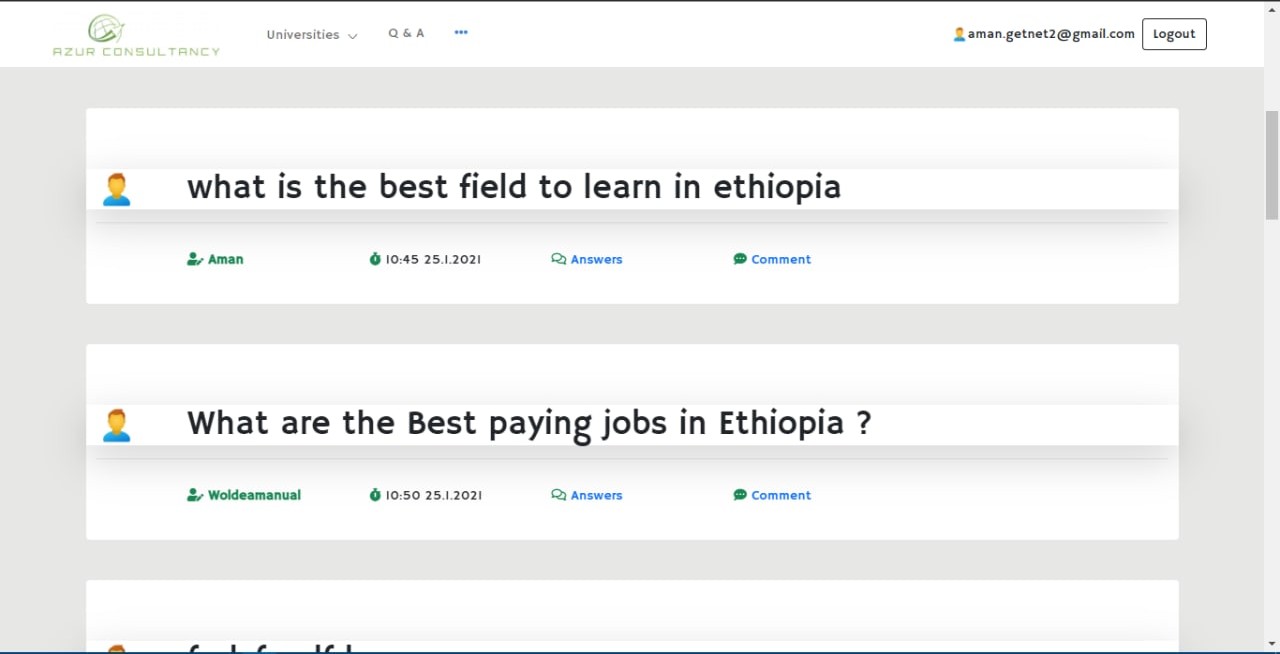 AZUR CONSULTANCY
Universities Q & A ••• aman.getnet2@gmail.com Logout
what is the best field to learn in ethiopia
Aman 10:45 25.1.2021 Answers Comment
What are the Best paying jobs in Ethiopia ?
Woldeamanual 10:50 25.1.2021 Answers Comment